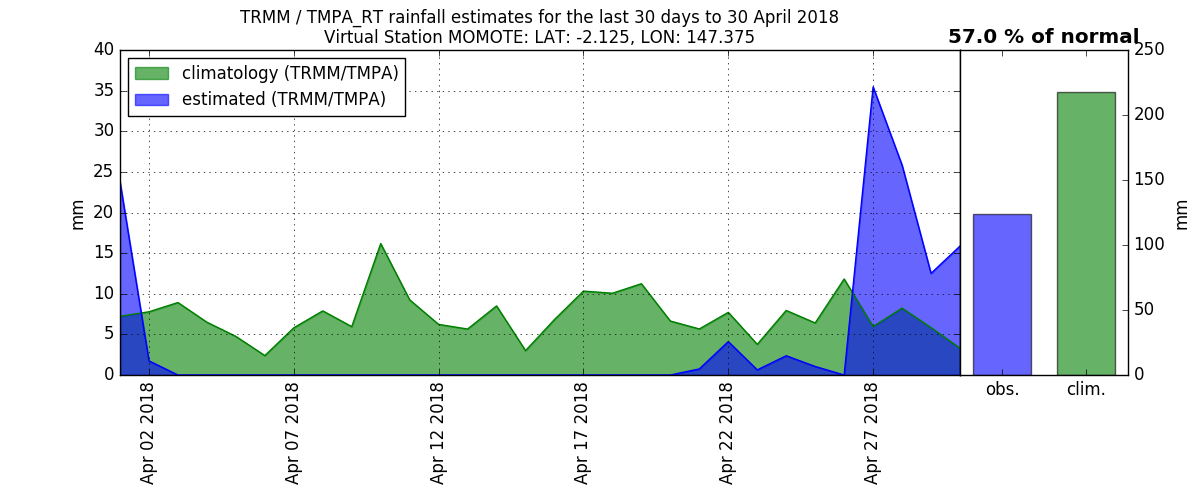 TRMM / TMPA_RT rainfall estimates for the last 30 days to 30 April 2018
Virtual Station MOMOTE: LAT: -2.125, LON: 147.375
57.0 % of normal
climatology (TRMM/TMPA)
estimated (TRMM/TMPA)
mm
40
35
30
25
20
15
10
5
0
Apr 02 2018
Apr 07 2018
Apr 12 2018
Apr 17 2018
Apr 22 2018
Apr 27 2018
obs.
clim.
250
200
150
100
50
0
mm